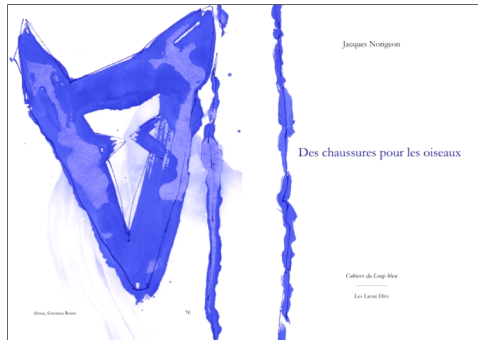 Jacques Norigeon
Des chaussures pour les oiseaux
Cahiers du Loup bleu
Les Lieux-Dits
7€